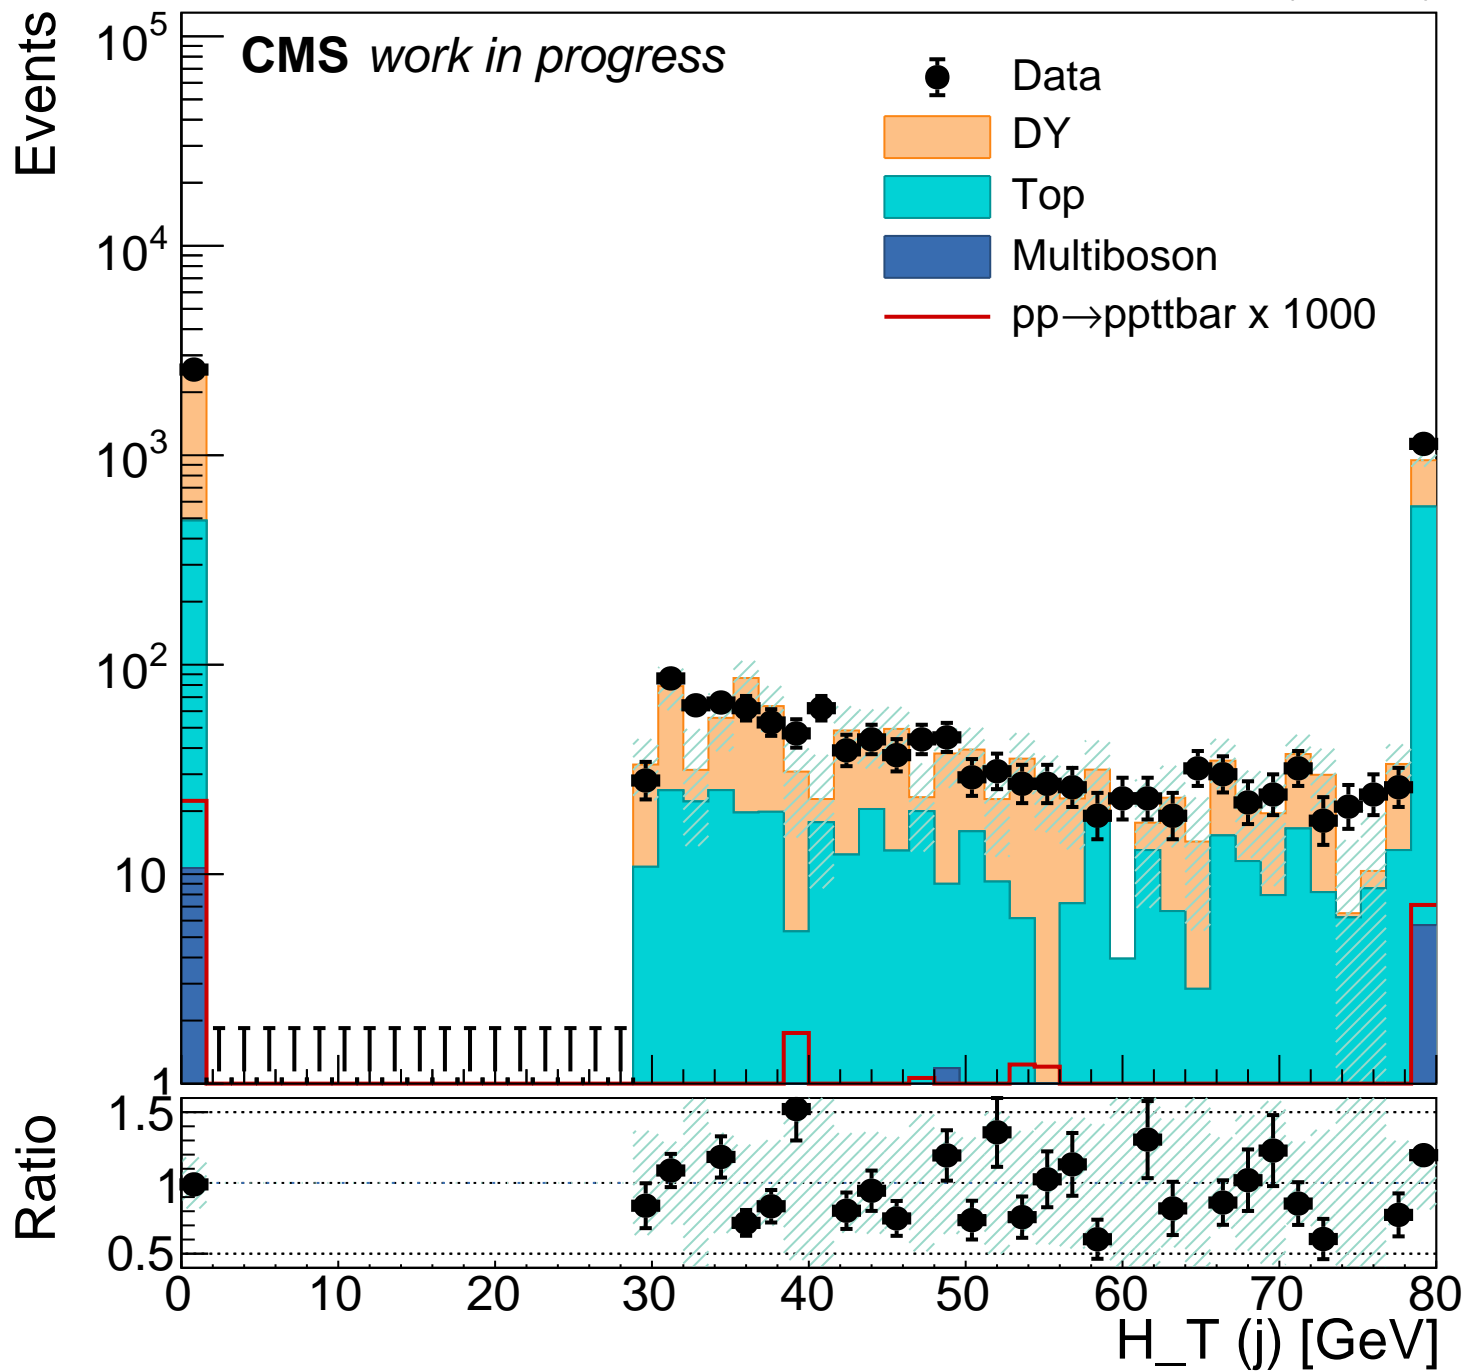 CMS work in progress
Events
10^5
10^4
10^3
10^2
10
1
Data
DY
Top
Multiboson
pp→ppttbar x 1000
Ratio
1.5
1
0.5
0 10 20 30 40 50 60 70 80
H_T (j) [GeV]